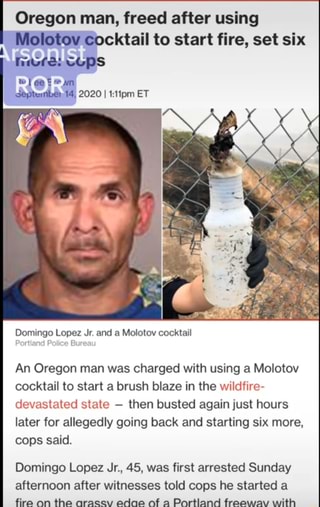 Oregon man, freed after using
Molotov cocktail to start fire, set six
more: cops
Arsonist
ROR
September 14, 2020 | 1:11pm ET
Domingo Lopez Jr. and a Molotov cocktail
Portland Police Bureau
An Oregon man was charged with using a Molotov
cocktail to start a brush blaze in the wildfire-
devastated state — then busted again just hours
later for allegedly going back and starting six more,
cops said.
Domingo Lopez Jr., 45, was first arrested Sunday
afternoon after witnesses told cops he started a
fire on the grassy edge of a Portland freeway with